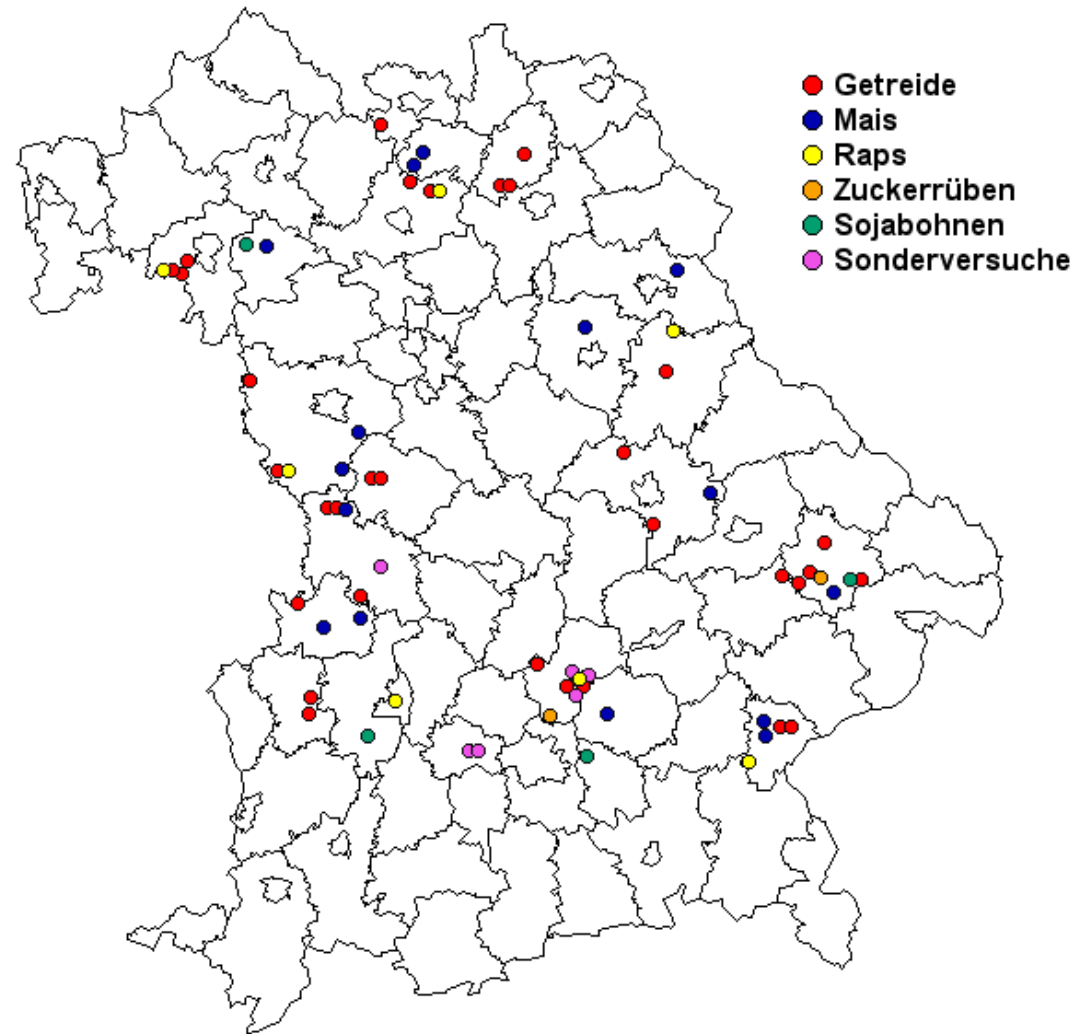 Getreide
Mais
Raps
Zuckerrüben
Sojabohnen
Sonderversuche